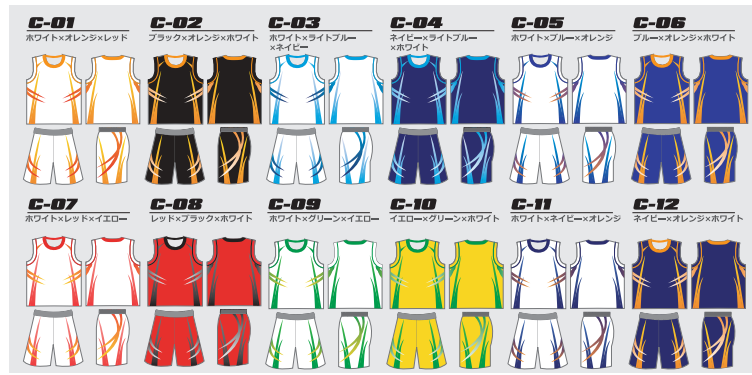 C-01
ホワイト×オレンジ×レッド
C-02
ブラック×オレンジ×ホワイト
C-03
ホワイト×ライトブルー
×ネイビー
C-04
ネイビー×ライトブルー
×ホワイト
C-05
ホワイト×ブルー×オレンジ
C-06
ブルー×オレンジ×ホワイト
C-07
ホワイト×レッド×イエロー
C-08
レッド×ブラック×ホワイト
C-09
ホワイト×グリーン×イエロー
C-10
イエロー×グリーン×ホワイト
C-11
ホワイト×ネイビー×オレンジ
C-12
ネイビー×オレンジ×ホワイト